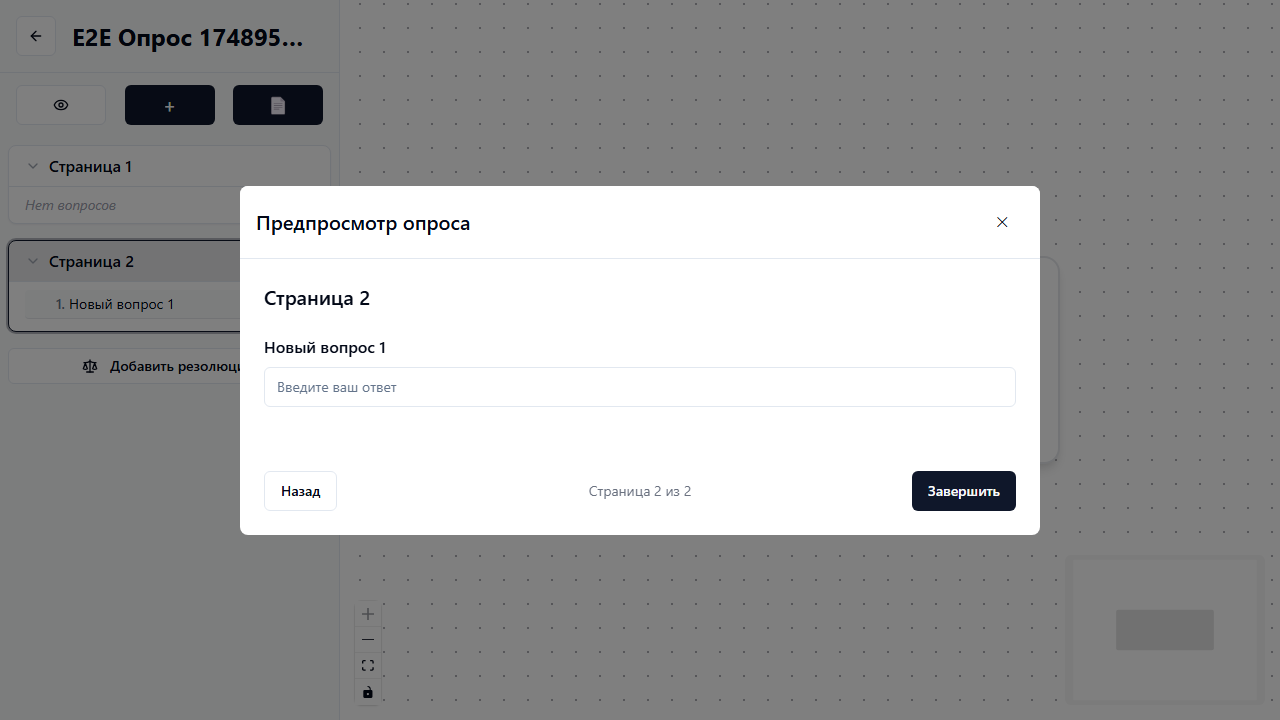 E2E Опрос 174895...
+
Страница 1
Нет вопросов
Страница 2
1. Новый вопрос 1
Добавить резолюци
Предпросмотр опроса
Страница 2
Новый вопрос 1
Введите ваш ответ
Назад
Страница 2 из 2
Завершить